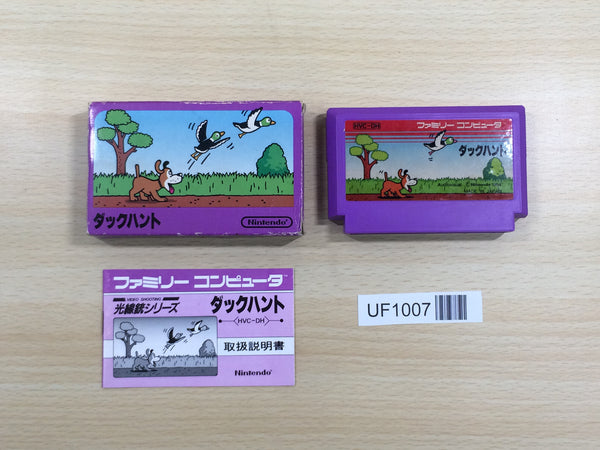 ダックハント
Nintendo
HVC-DH
ファミリー コンピュータ
ダックハント
ファミリー コンピュータ
VIDEO SHOOTING
光線銃シリーズ
ダックハント
<HVC-DH>
取扱説明書
Nintendo
UF1007